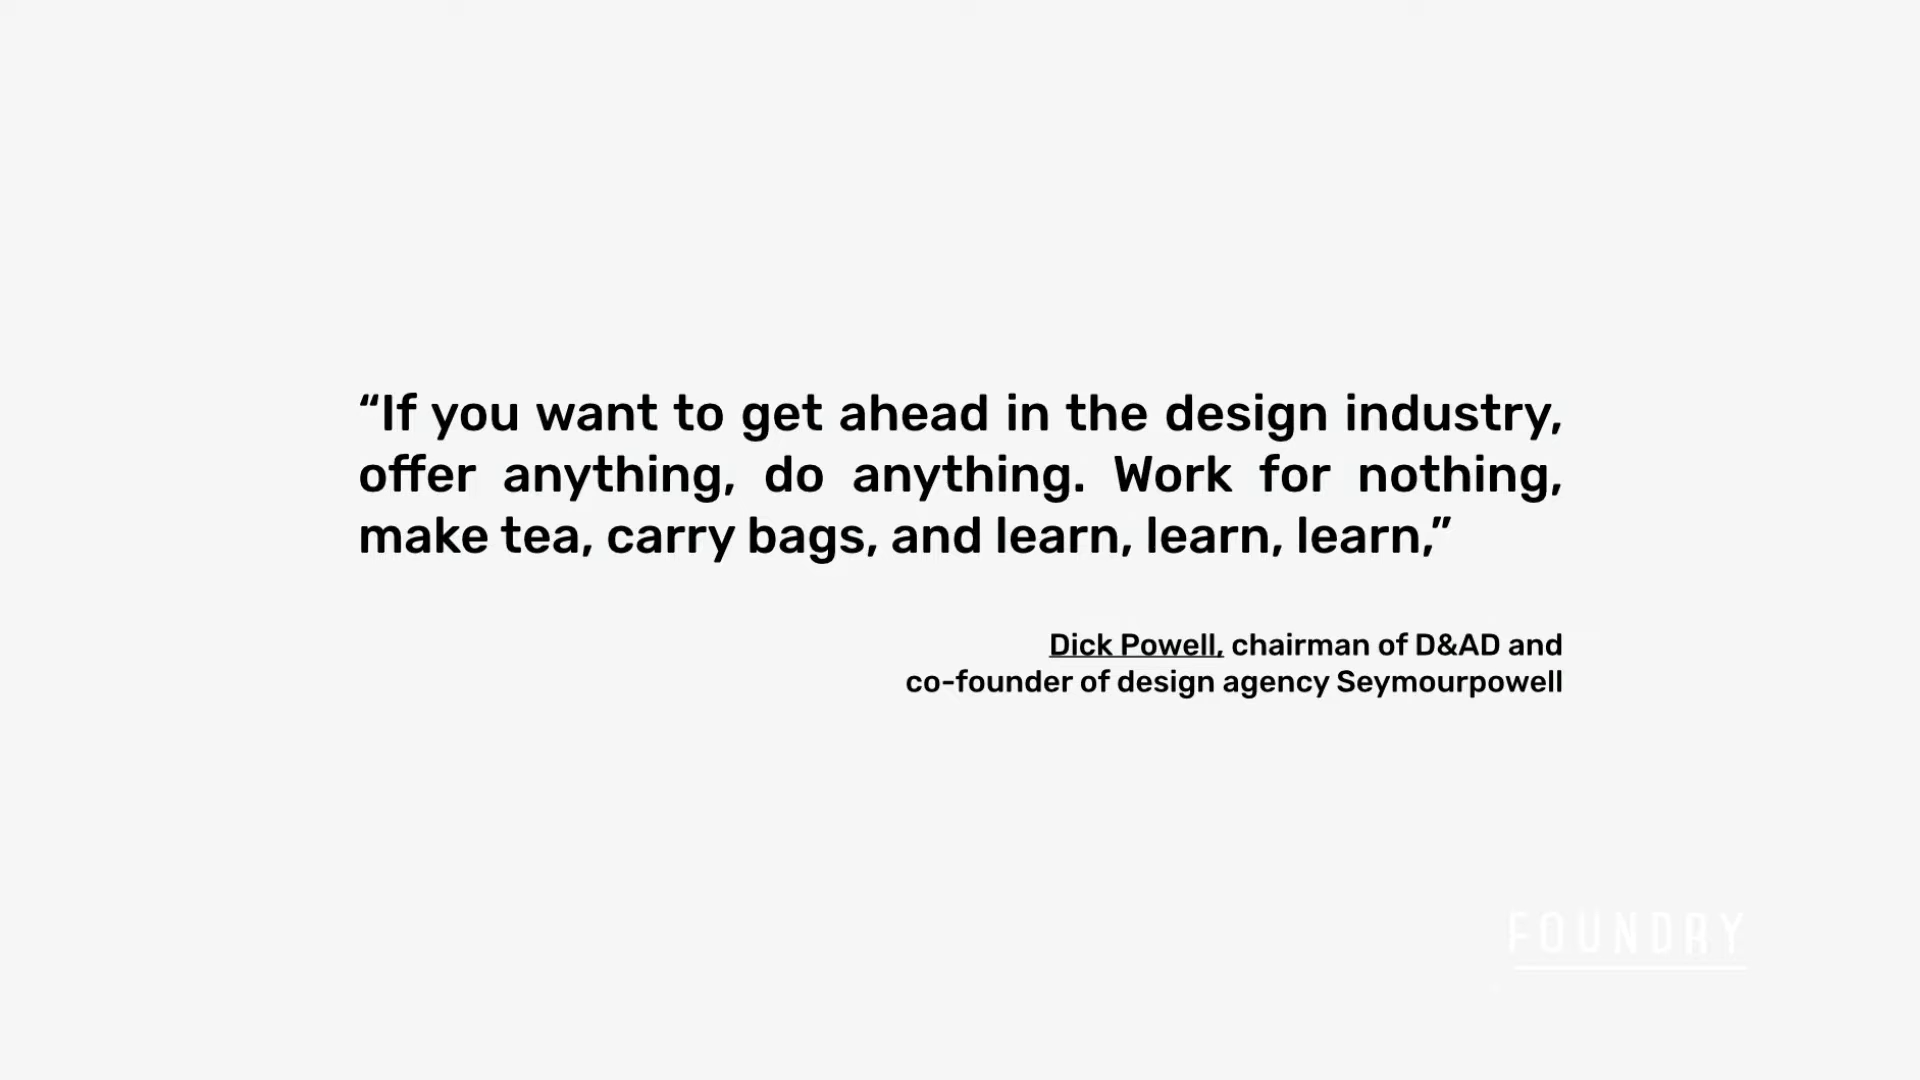 “If you want to get ahead in the design industry,
offer anything, do anything. Work for nothing,
make tea, carry bags, and learn, learn, learn,”
Dick Powell, chairman of D&AD and
co-founder of design agency Seymourpowell
FOUNDRY